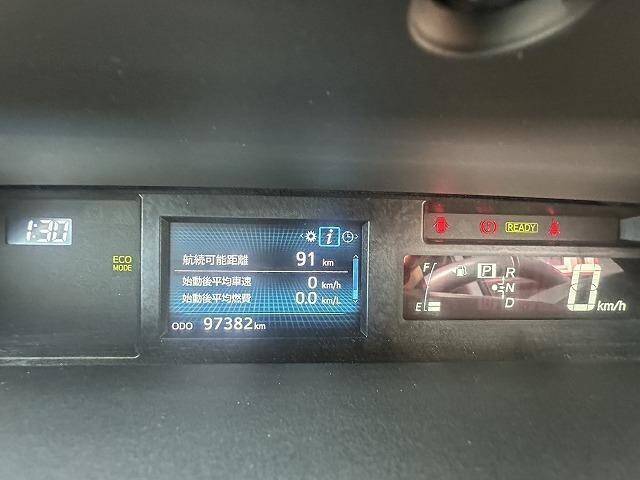 1:30
ECO
MODE
航続可能距離 91 km
始動後平均車速 0 km/h
始動後平均燃費 0.0 km/L
ODO 97382 km
READY
F
E
P
R
N
D
0 km/h